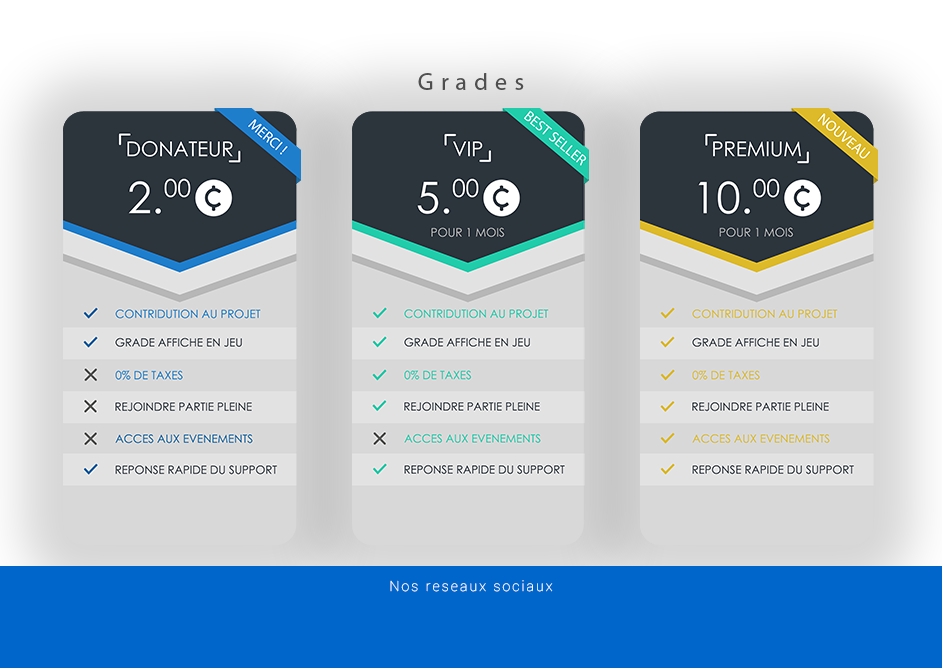 Grades
MERCI !
DONATEUR
2.00 ¢
CONTRIDUTION AU PROJET
GRADE AFFICHE EN JEU
0% DE TAXES
REJOINDRE PARTIE PLEINE
ACCES AUX EVENEMENTS
REPONSE RAPIDE DU SUPPORT
BEST SELLER
VIP
5.00 ¢
POUR 1 MOIS
CONTRIDUTION AU PROJET
GRADE AFFICHE EN JEU
0% DE TAXES
REJOINDRE PARTIE PLEINE
ACCES AUX EVENEMENTS
REPONSE RAPIDE DU SUPPORT
NOUVEAU
PREMIUM
10.00 ¢
POUR 1 MOIS
CONTRIDUTION AU PROJET
GRADE AFFICHE EN JEU
0% DE TAXES
REJOINDRE PARTIE PLEINE
ACCES AUX EVENEMENTS
REPONSE RAPIDE DU SUPPORT
Nos reseaux sociaux